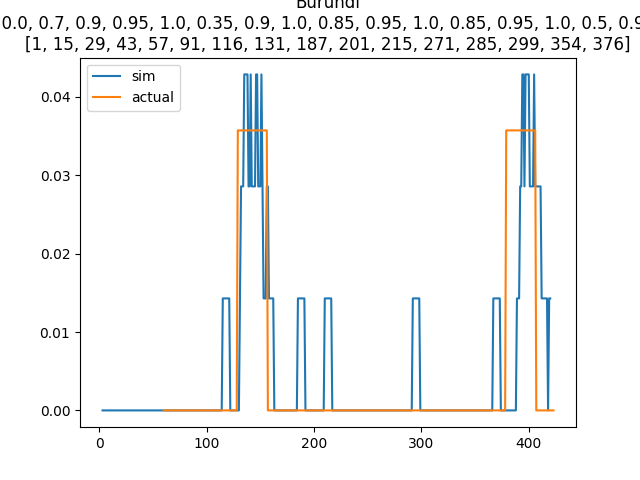 Burundi
0.0, 0.7, 0.9, 0.95, 1.0, 0.35, 0.9, 1.0, 0.85, 0.95, 1.0, 0.85, 0.95, 1.0, 0.5, 0.9
[1, 15, 29, 43, 57, 91, 116, 131, 187, 201, 215, 271, 285, 299, 354, 376]
sim
actual
0.04
0.03
0.02
0.01
0.00
0 100 200 300 400